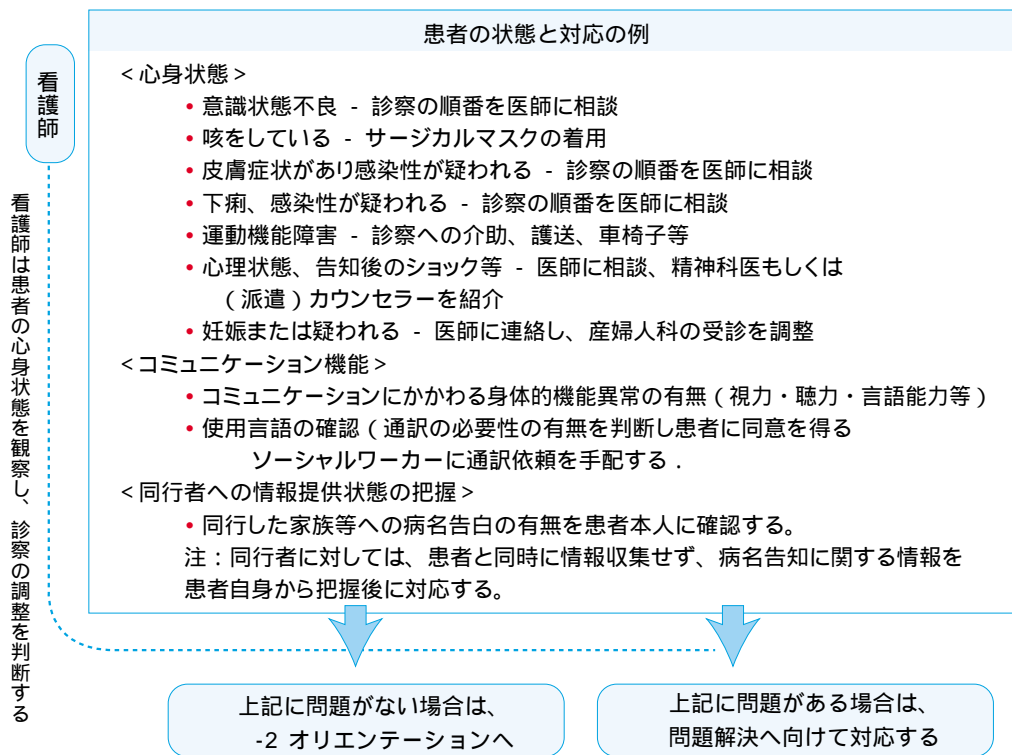 患者の状態と対応の例
看護師
看護師は患者の心身状態を観察し、診察の調整を判断する
<心身状態>
• 意識状態不良 - 診察の順番を医師に相談
• 咳をしている - サージカルマスクの着用
• 皮膚症状があり感染性が疑われる - 診察の順番を医師に相談
• 下痢、感染性が疑われる - 診察の順番を医師に相談
• 運動機能障害 - 診察への介助、護送、車椅子等
• 心理状態、告知後のショック等 - 医師に相談、精神科医もしくは
(派遣)カウンセラーを紹介
• 妊娠または疑われる - 医師に連絡し、産婦人科の受診を調整
<コミュニケーション機能>
• コミュニケーションにかかわる身体的機能異常の有無(視力・聴力・言語能力等)
• 使用言語の確認(通訳の必要性の有無を判断し患者に同意を得る
ソーシャルワーカーに通訳依頼を手配する.
<同行者への情報提供状態の把握>
• 同行した家族等への病名告白の有無を患者本人に確認する。
注:同行者に対しては、患者と同時に情報収集せず、病名告知に関する情報を
患者自身から把握後に対応する。
上記に問題がない場合は、
-2 オリエンテーションへ
上記に問題がある場合は、
問題解決へ向けて対応する